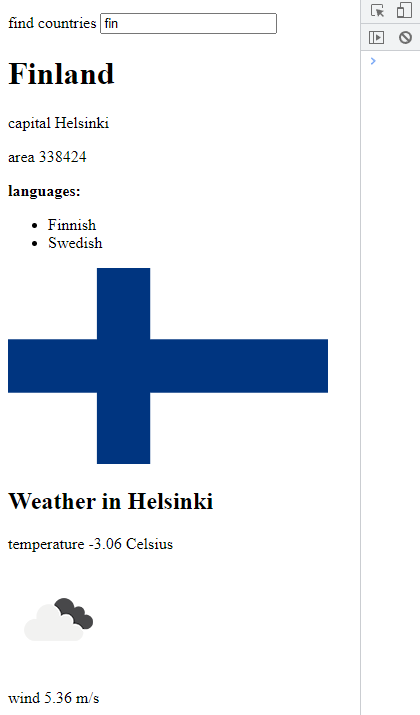 find countries fin
Finland
capital Helsinki
area 338424
languages:
Finnish
Swedish
Weather in Helsinki
temperature -3.06 Celsius
wind 5.36 m/s